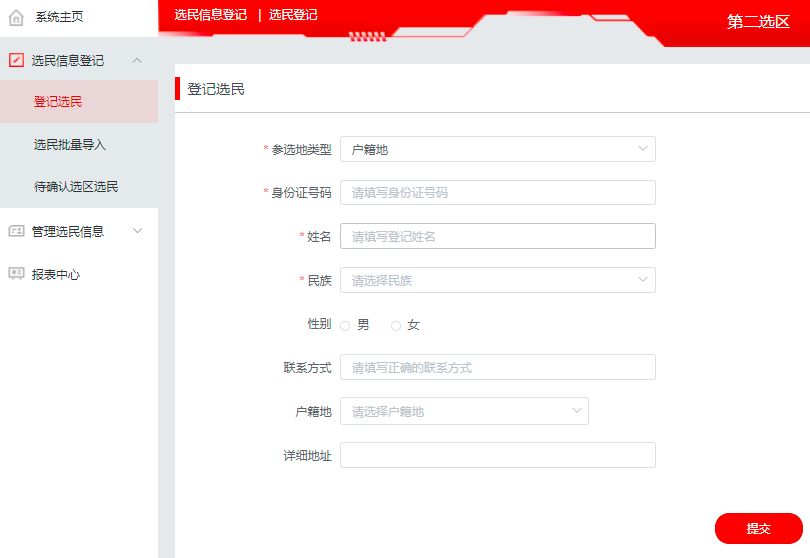 系统主页
选民信息登记
登记选民
选民批量导入
待确认选区选民
管理选民信息
报表中心
选民信息登记 | 选民登记
第二选区
登记选民
* 参选地类型 户籍地
* 身份证号码 请填写身份证号码
* 姓名 请填写登记姓名
* 民族 请选择民族
性别 男 女
联系方式 请填写正确的联系方式
户籍地 请选择户籍地
详细地址
提交